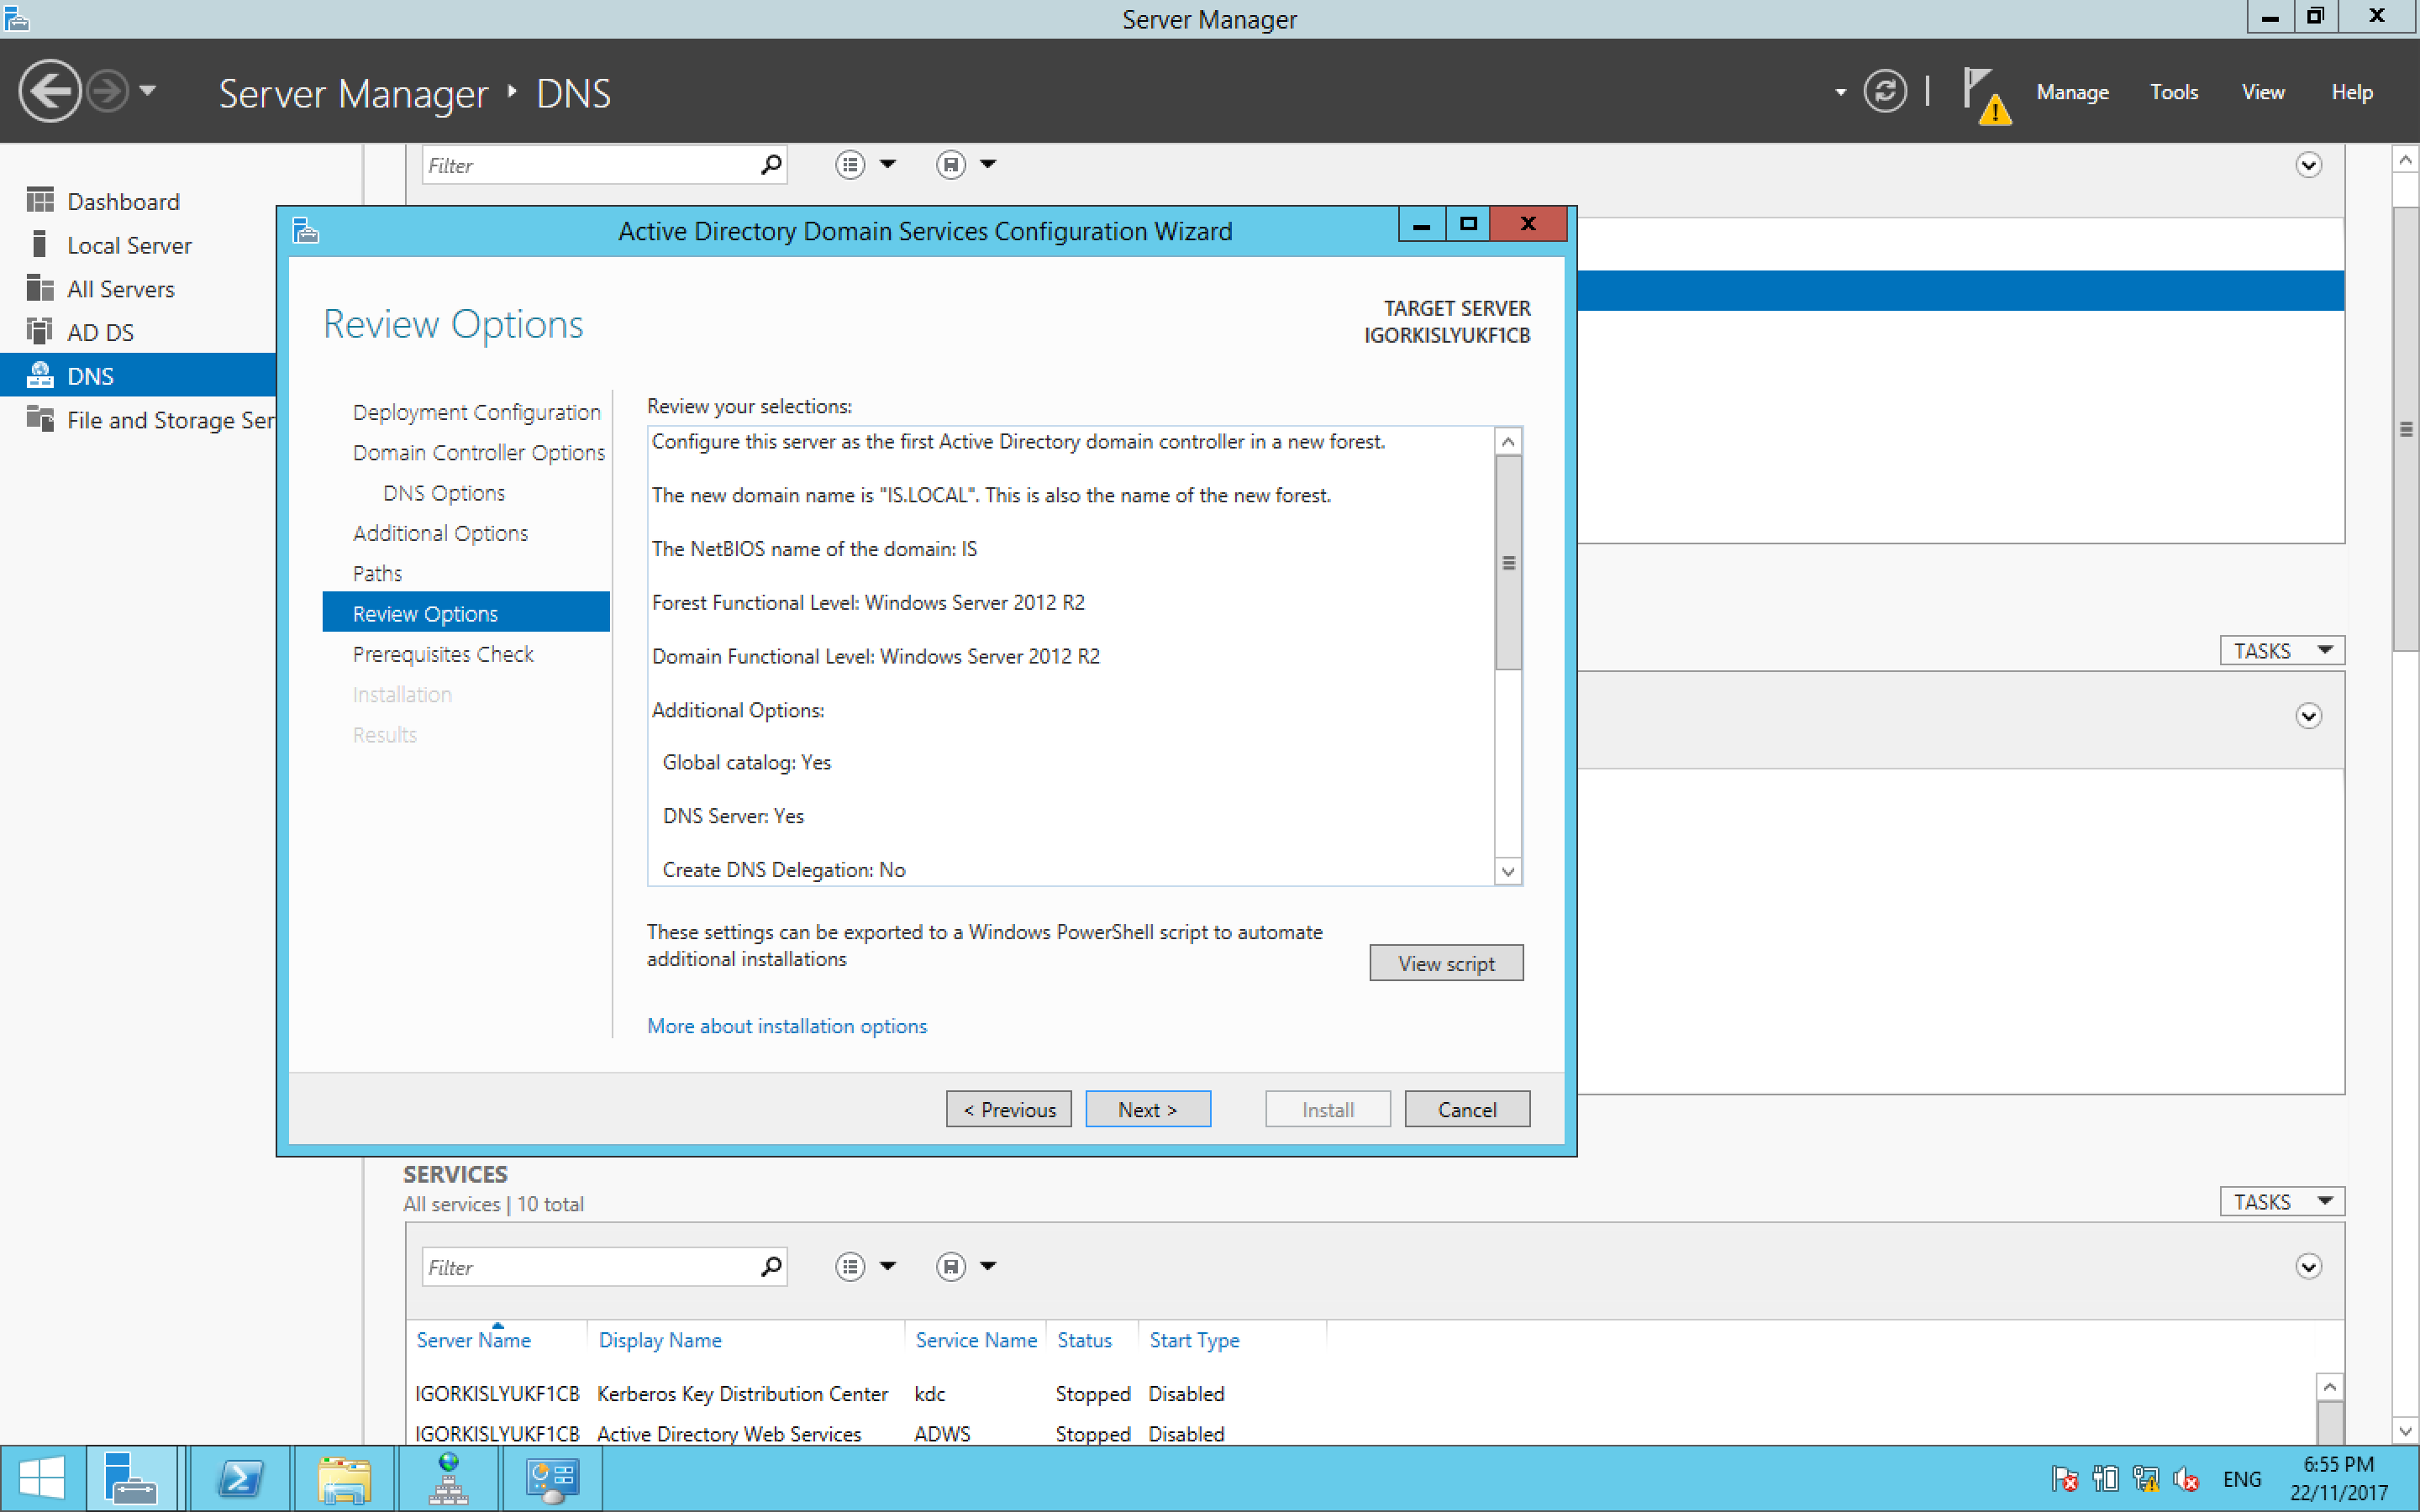 Server Manager
Server Manager DNS
Manage Tools View Help
Filter
Dashboard
Local Server
All Servers
AD DS
DNS
File and Storage Ser
Active Directory Domain Services Configuration Wizard
Review Options
TARGET SERVER
IGORKISLYUKF1CB
Deployment Configuration
Domain Controller Options
DNS Options
Additional Options
Paths
Review Options
Prerequisites Check
Installation
Results
Review your selections:
Configure this server as the first Active Directory domain controller in a new forest.
The new domain name is "IS.LOCAL". This is also the name of the new forest.
The NetBIOS name of the domain: IS
Forest Functional Level: Windows Server 2012 R2
Domain Functional Level: Windows Server 2012 R2
Additional Options:
Global catalog: Yes
DNS Server: Yes
Create DNS Delegation: No
These settings can be exported to a Windows PowerShell script to automate
additional installations
View script
More about installation options
< Previous Next > Install Cancel
TASKS
SERVICES
All services | 10 total
TASKS
Filter
Server Name Display Name Service Name Status Start Type
IGORKISLYUKF1CB Kerberos Key Distribution Center kdc Stopped Disabled
IGORKISLYUKF1CB Active Directory Web Services ADWS Stopped Disabled
ENG
6:55 PM
22/11/2017